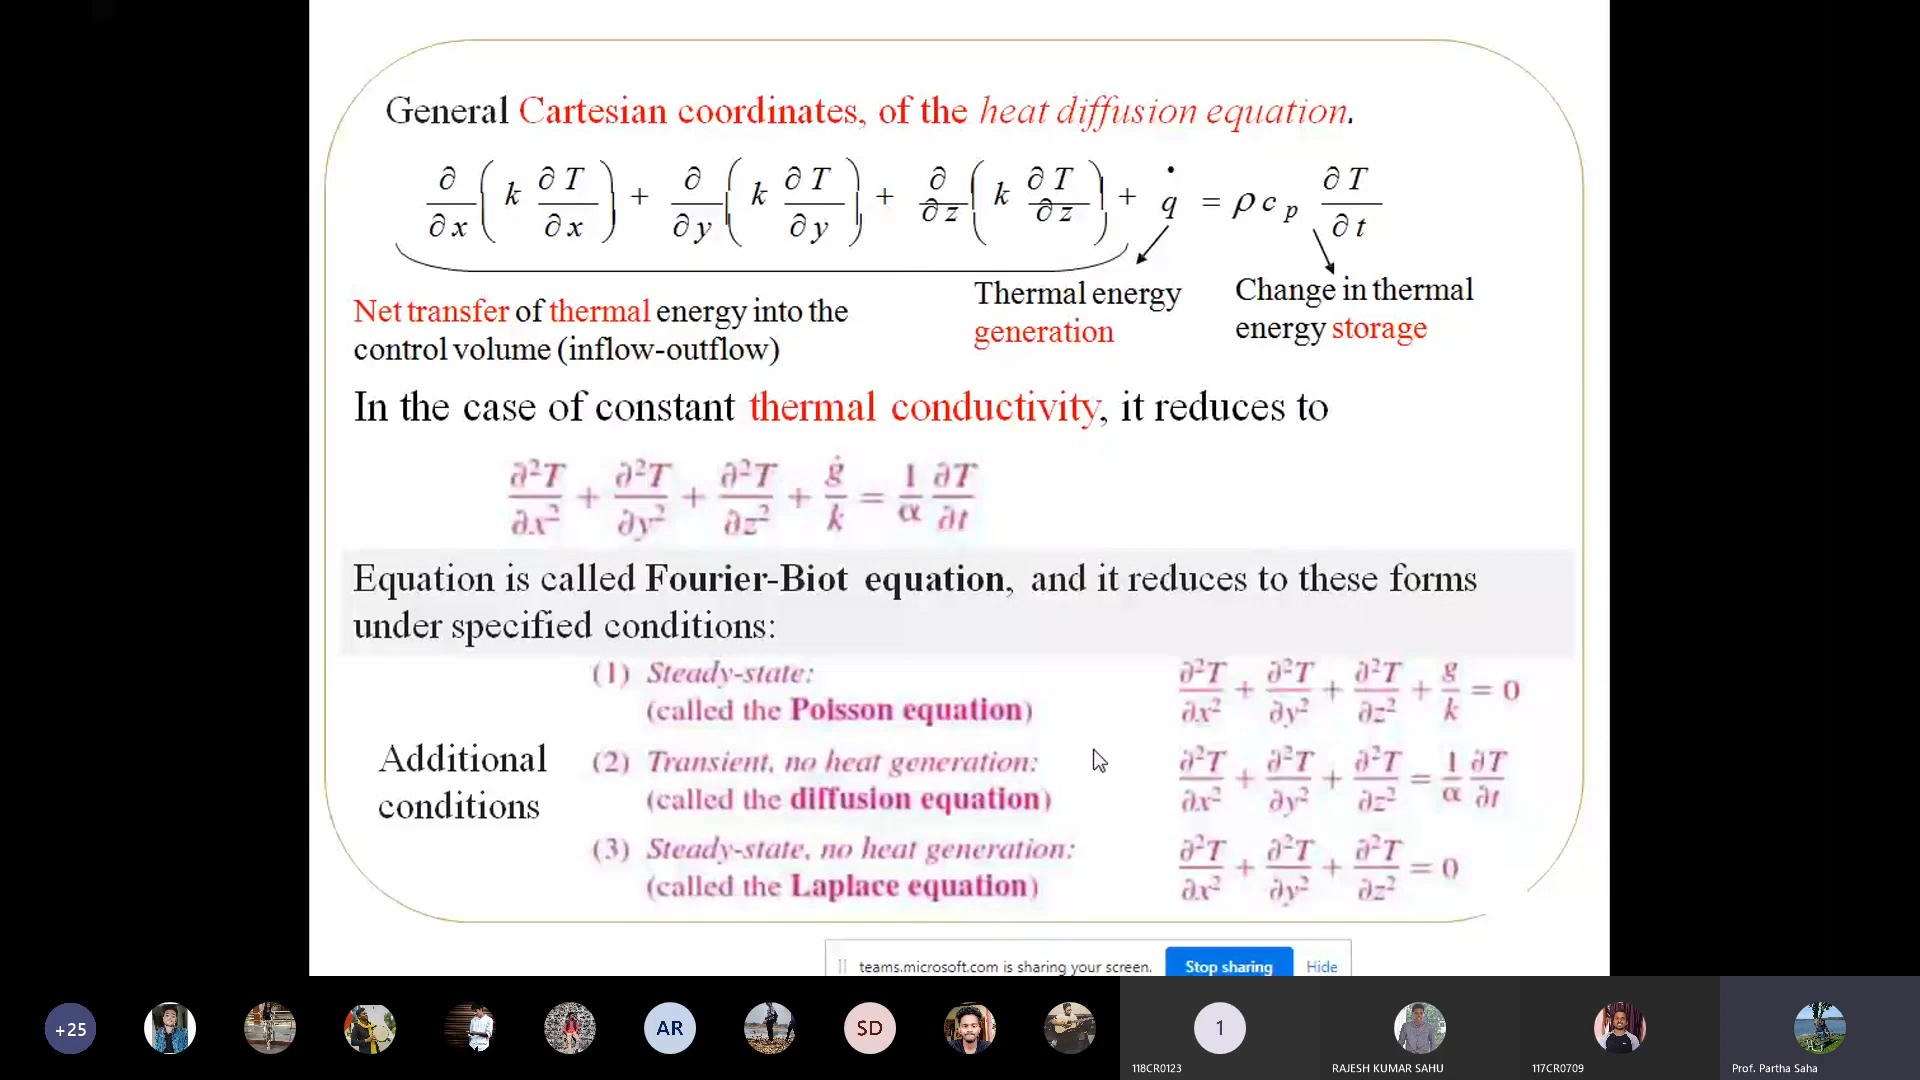 General Cartesian coordinates, of the heat diffusion equation.
∂/∂x (k ∂T/∂x) + ∂/∂y (k ∂T/∂y) + ∂/∂z (k ∂T/∂z) + q̇ = ρ c_p ∂T/∂t
Net transfer of thermal energy into the
control volume (inflow-outflow)
Thermal energy
generation
Change in thermal
energy storage
In the case of constant thermal conductivity, it reduces to
∂²T/∂x² + ∂²T/∂y² + ∂²T/∂z² + ġ/k = 1/α ∂T/∂t
Equation is called Fourier-Biot equation, and it reduces to these forms
under specified conditions:
Additional
conditions
(1) Steady-state:
(called the Poisson equation)
∂²T/∂x² + ∂²T/∂y² + ∂²T/∂z² + g/k = 0
(2) Transient, no heat generation:
(called the diffusion equation)
∂²T/∂x² + ∂²T/∂y² + ∂²T/∂z² = 1/α ∂T/∂t
(3) Steady-state, no heat generation:
(called the Laplace equation)
∂²T/∂x² + ∂²T/∂y² + ∂²T/∂z² = 0
teams.microsoft.com is sharing your screen. Stop sharing Hide
+25 AR SD 1
118CR0123 RAJESH KUMAR SAHU 117CR0709 Prof. Partha Saha